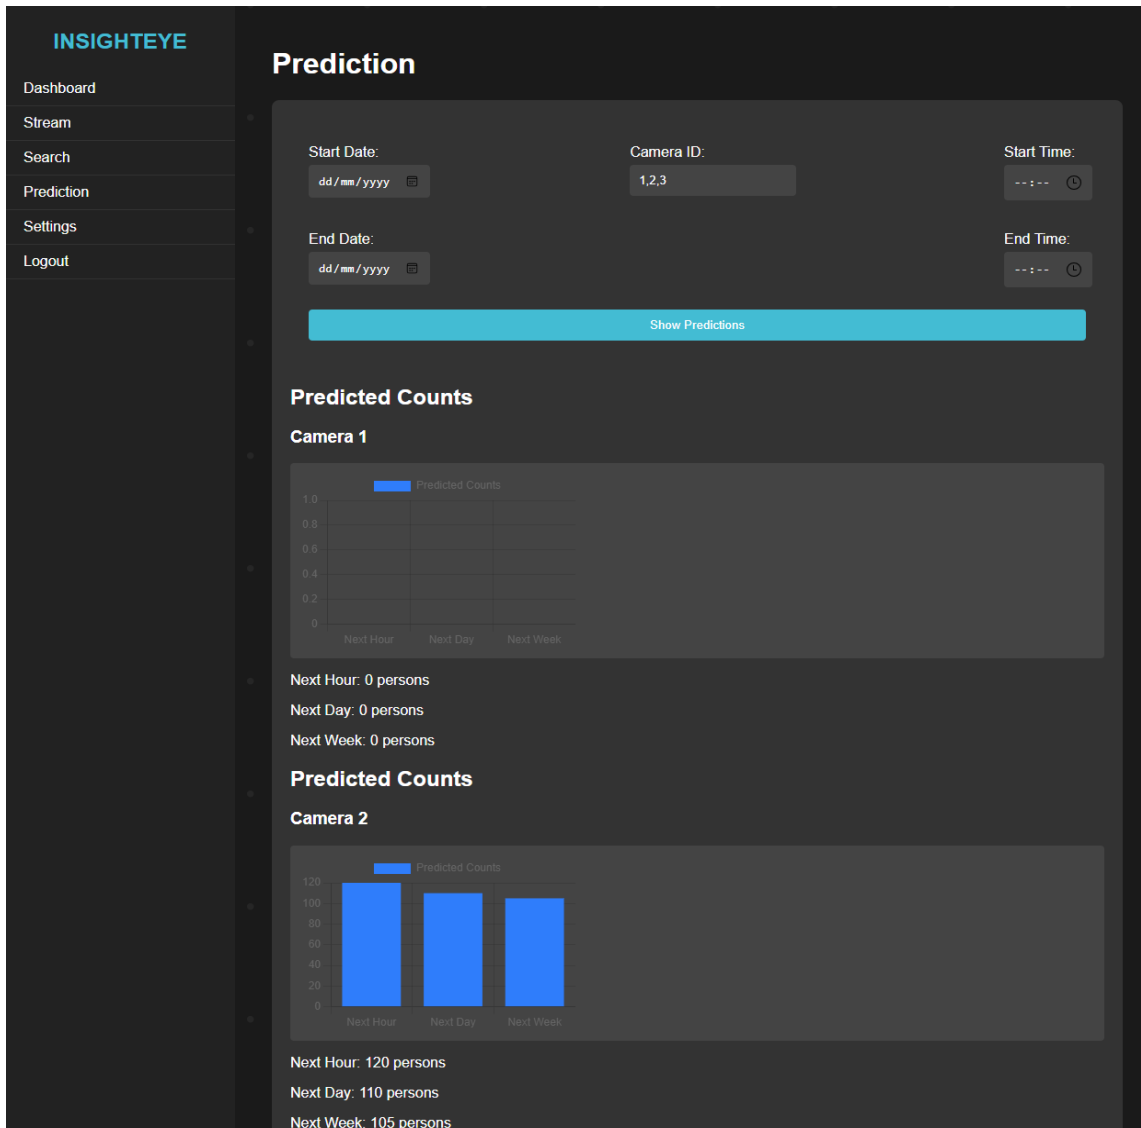 INSIGHTEYE
Dashboard
Stream
Search
Prediction
Settings
Logout
Prediction
Start Date:
dd/mm/yyyy
Camera ID:
1,2,3
Start Time:
--:--
End Date:
dd/mm/yyyy
End Time:
--:--
Show Predictions
Predicted Counts
Camera 1
Predicted Counts
1.0
0.8
0.6
0.4
0.2
0
Next Hour Next Day Next Week
Next Hour: 0 persons
Next Day: 0 persons
Next Week: 0 persons
Predicted Counts
Camera 2
Predicted Counts
120
100
80
60
40
20
0
Next Hour Next Day Next Week
Next Hour: 120 persons
Next Day: 110 persons
Next Week: 105 persons